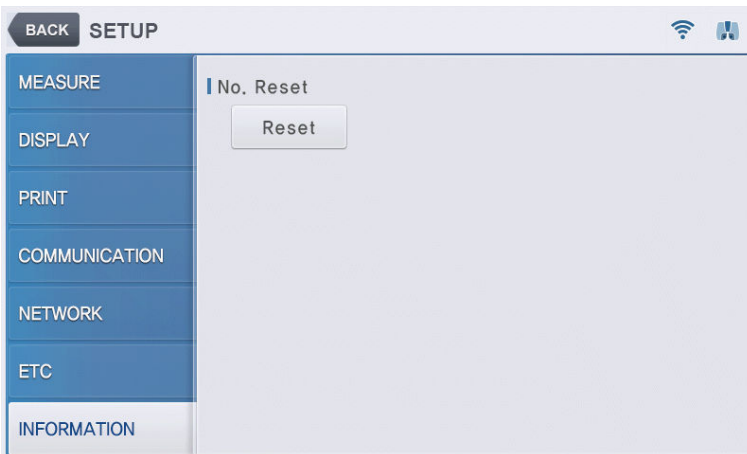 BACK SETUP
MEASURE
DISPLAY
PRINT
COMMUNICATION
NETWORK
ETC
INFORMATION
No. Reset
Reset